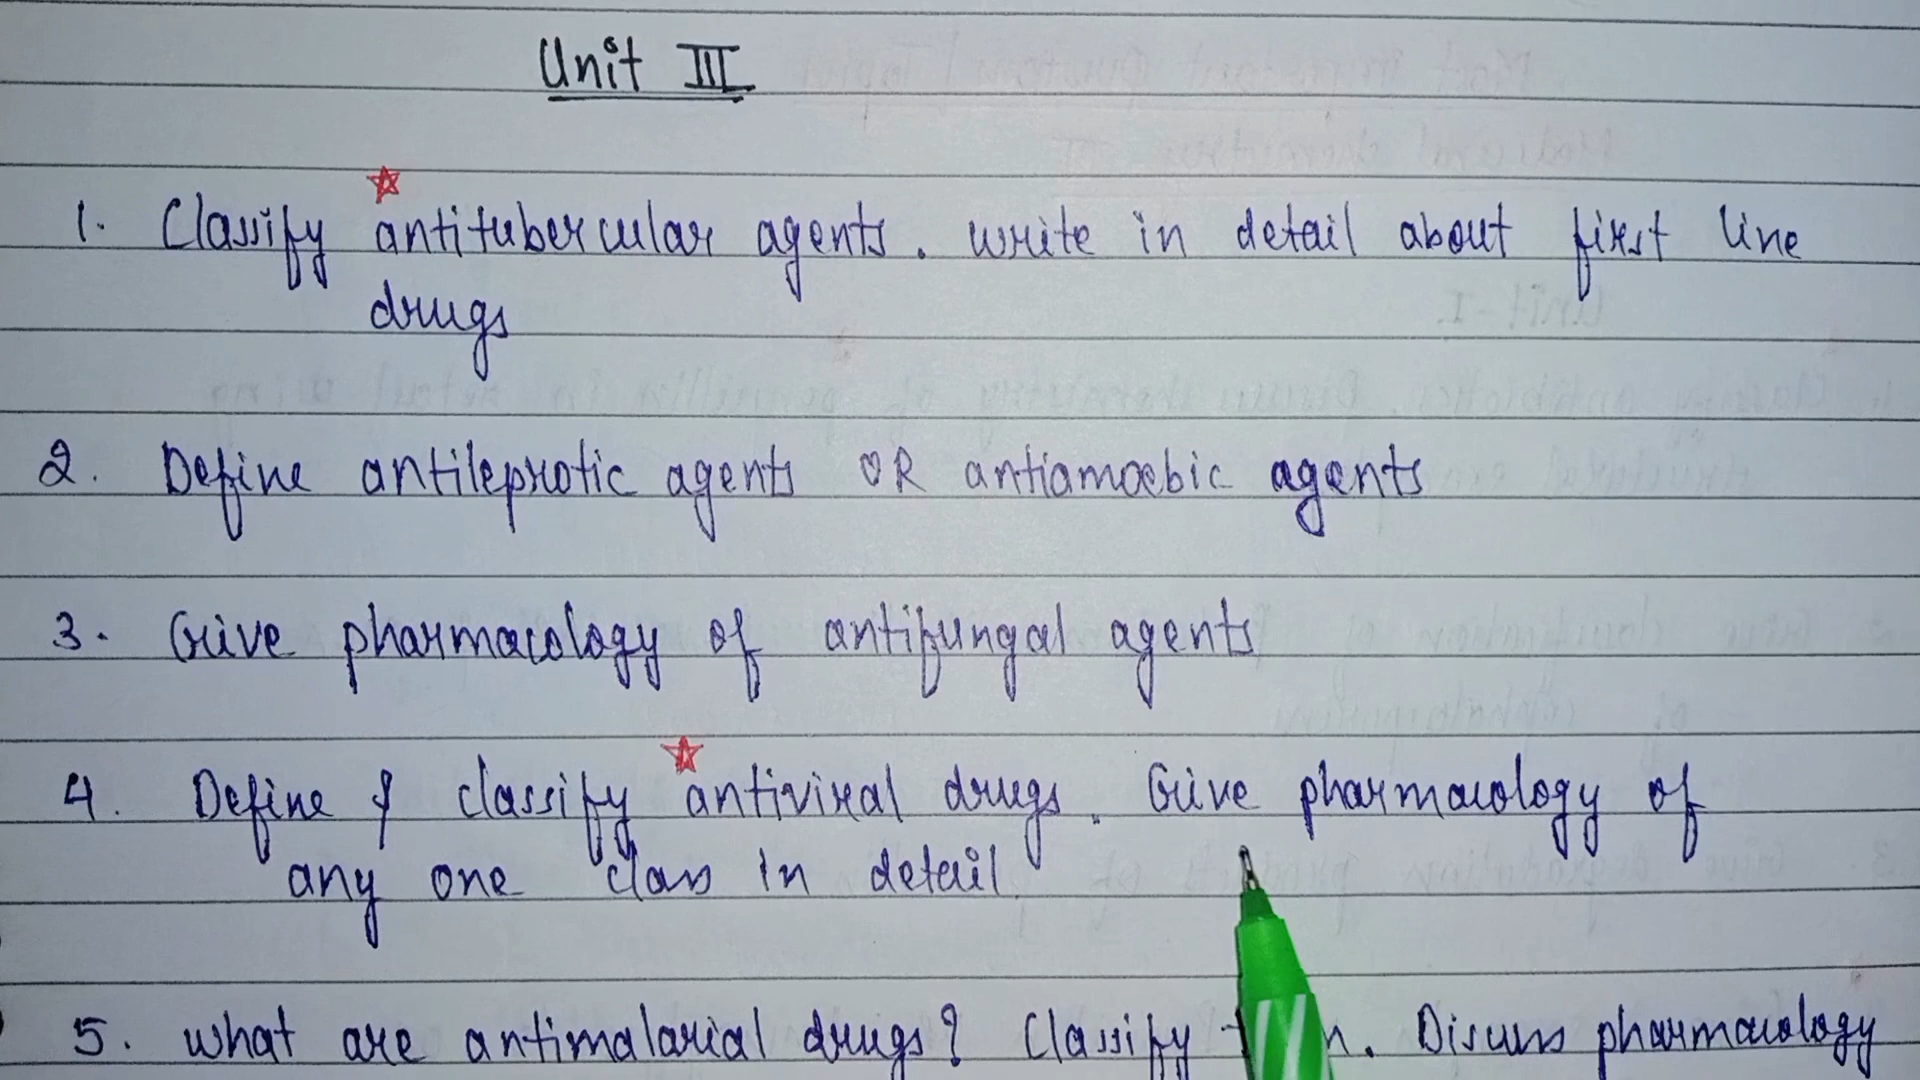 Unit III
1. Classify antitubercular agents. write in detail about first line
drugs
2. Define antileprotic agents OR antiamoebic agents
3. Give pharmacology of antifungal agents
4. Define & classify antiviral drugs. Give pharmacology of
any one class in detail
5. what are antimalarial drugs? Classify . Discuss pharmacology